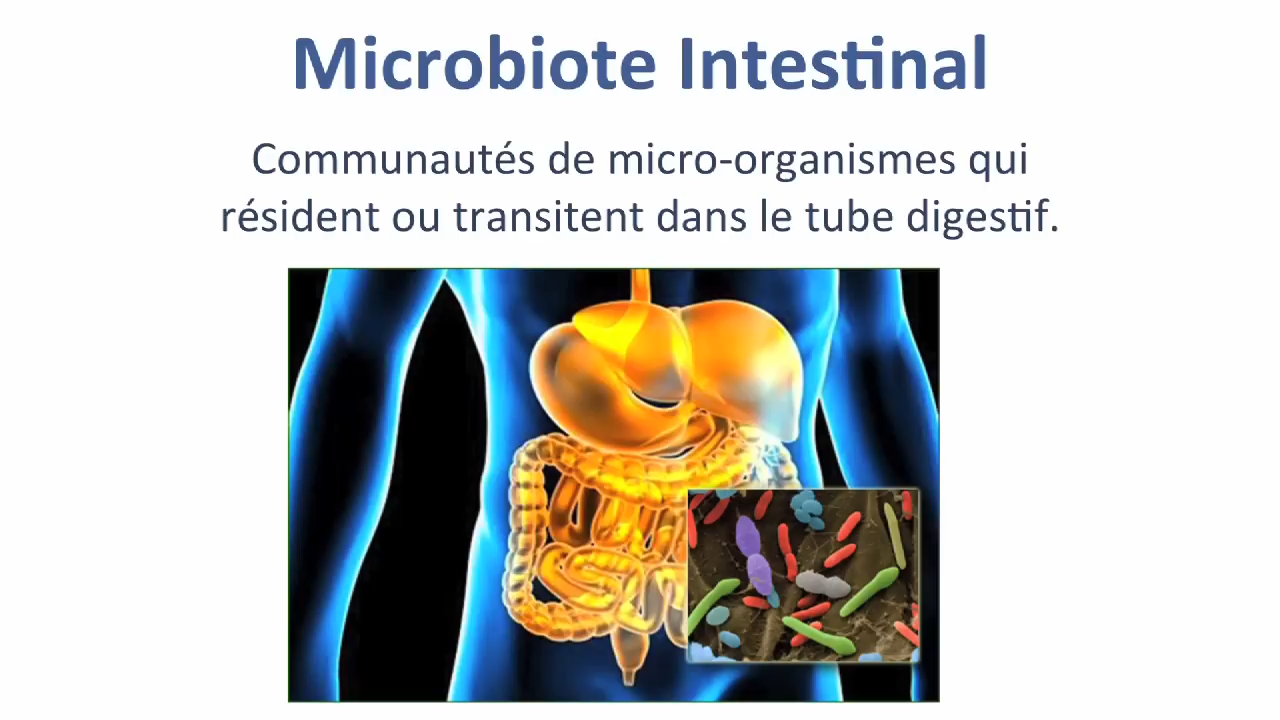 Microbiote Intestinal
Communautés de micro-organismes qui
résident ou transitent dans le tube digestif.